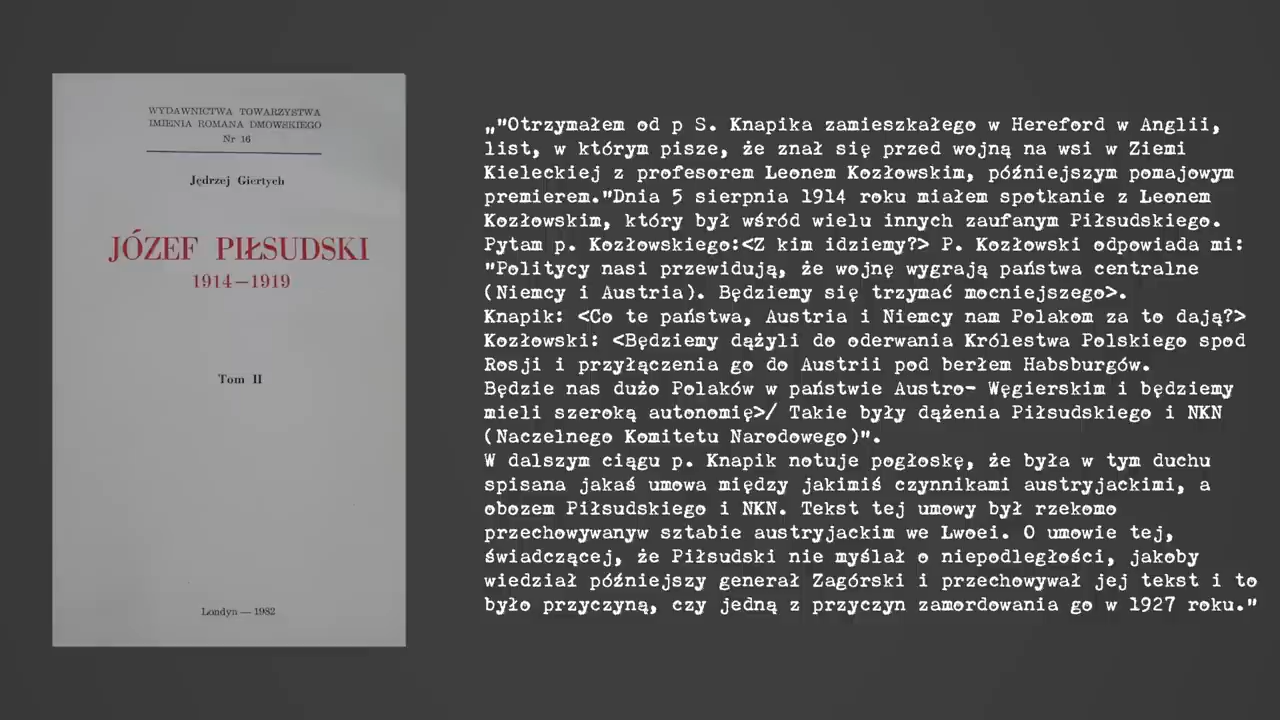 WYDAWNICTWA TOWARZYSTWA
IMIENIA ROMANA DMOWSKIEGO
Nr 16
Jędrzej Giertych
JÓZEF PIŁSUDSKI
1914—1919
Tom II
Londyn — 1982
„"Otrzymałem od p S. Knapika zamieszkałego w Hereford w Anglii,
list, w którym pisze, że znał się przed wojną na wsi w Ziemi
Kieleckiej z profesorem Leonem Kozłowskim, późniejszym pomajowym
premierem."Dnia 5 sierpnia 1914 roku miałem spotkanie z Leonem
Kozłowskim, który był wśród wielu innych zaufanym Piłsudskiego.
Pytam p. Kozłowskiego:<Z kim idziemy?> P. Kozłowski odpowiada mi:
"Politycy nasi przewidują, że wojnę wygrają państwa centralne
(Niemcy i Austria). Będziemy się trzymać mocniejszego>.
Knapik: <Co te państwa, Austria i Niemcy nam Polakom za to dają?>
Kozłowski: <Będziemy dążyli do oderwania Królestwa Polskiego spod
Rosji i przyłączenia go do Austrii pod berłem Habsburgów.
Będzie nas dużo Polaków w państwie Austro- Węgierskim i będziemy
mieli szeroką autonomię>/ Takie były dążenia Piłsudskiego i NKN
(Naczelnego Komitetu Narodowego)".
W dalszym ciągu p. Knapik notuje pogłoskę, że była w tym duchu
spisana jakaś umowa między jakimiś czynnikami austryjackimi, a
obozem Piłsudskiego i NKN. Tekst tej umowy był rzekomo
przechowywanyw sztabie austryjackim we Lwoei. O umowie tej,
świadczącej, że Piłsudski nie myślał o niepodległości, jakoby
wiedział późniejszy generał Zagórski i przechowywał jej tekst i to
było przyczyną, czy jedną z przyczyn zamordowania go w 1927 roku."